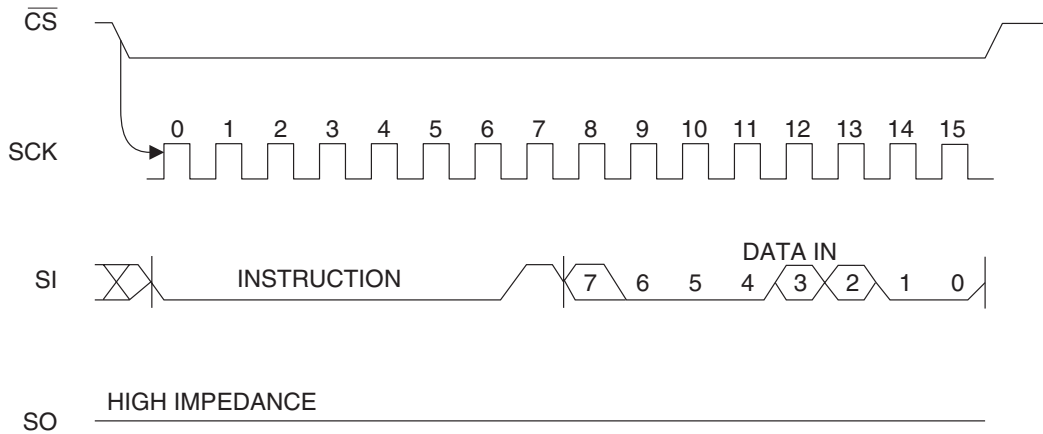 CS
0 1 2 3 4 5 6 7 8 9 10 11 12 13 14 15
SCK
DATA IN
SI INSTRUCTION 7 6 5 4 3 2 1 0
HIGH IMPEDANCE
SO